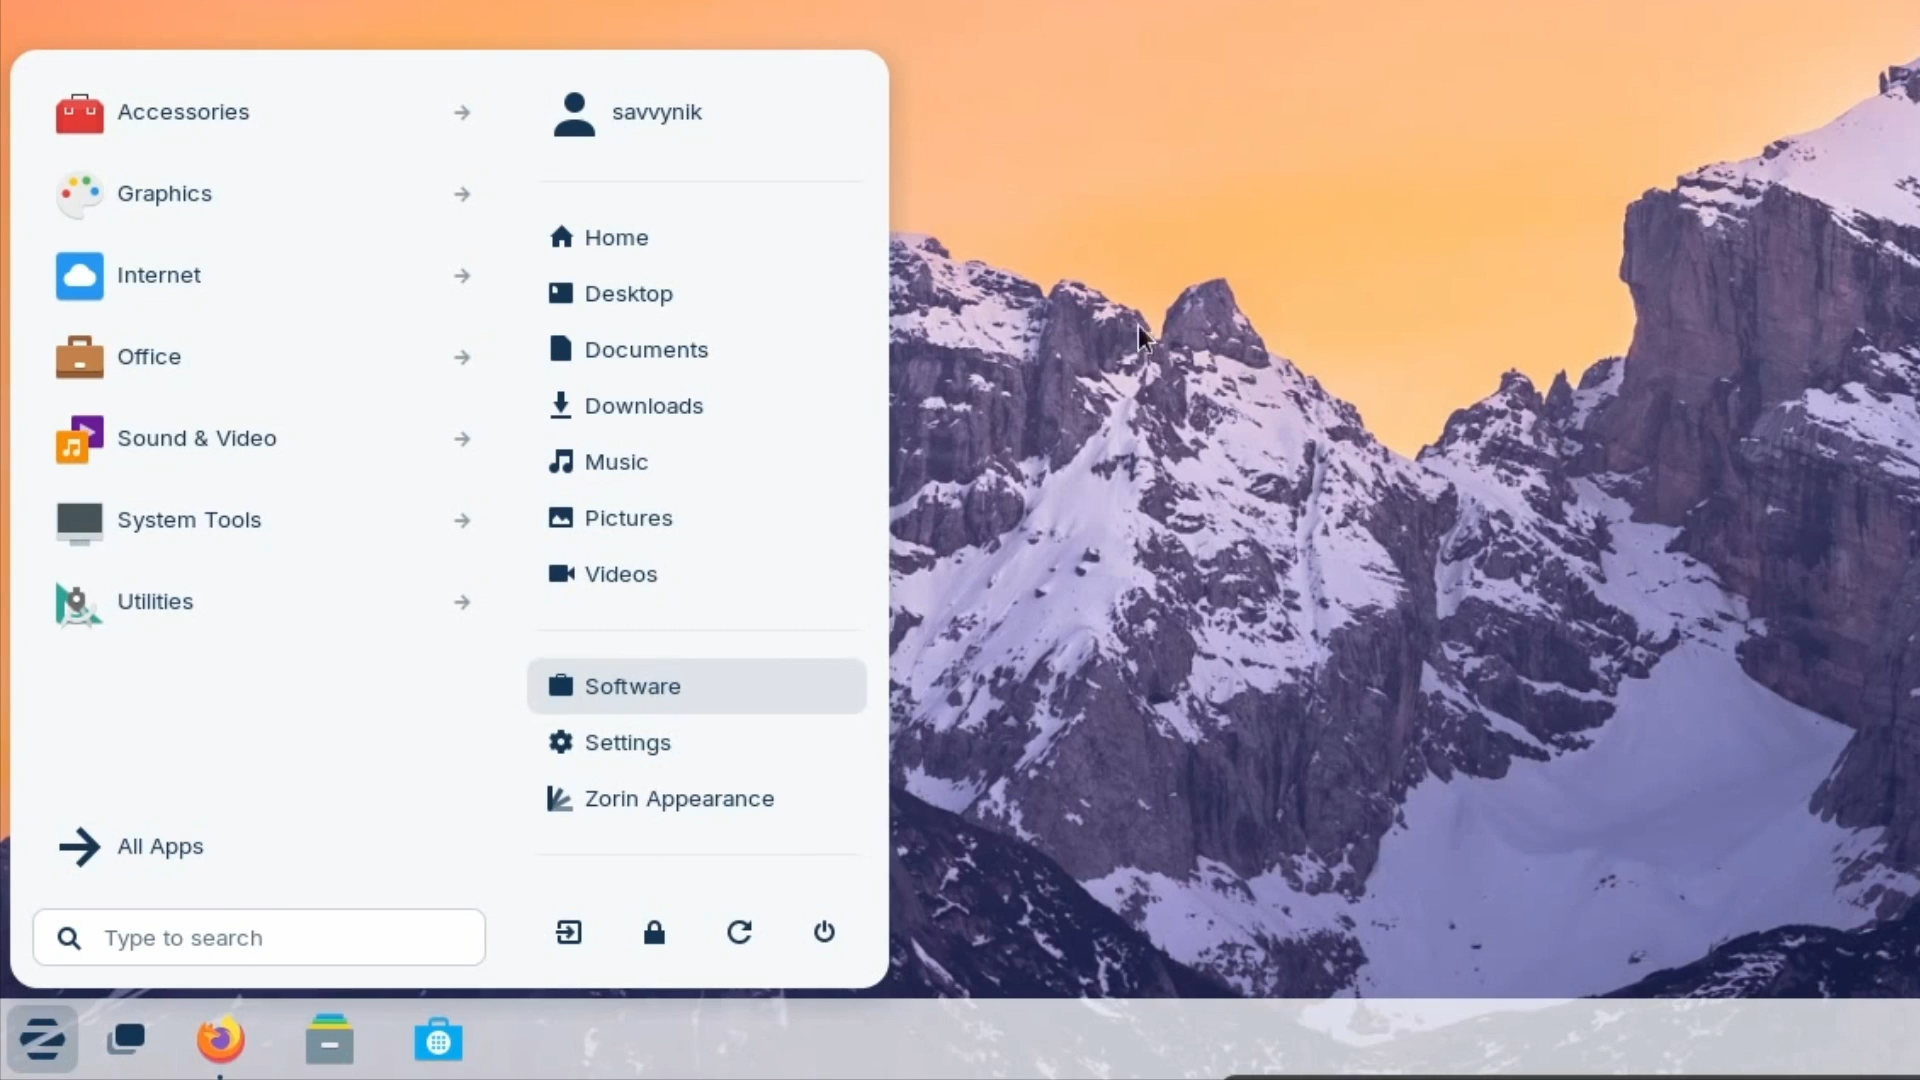 Accessories
Graphics
Internet
Office
Sound & Video
System Tools
Utilities
All Apps
Type to search
savvynik
Home
Desktop
Documents
Downloads
Music
Pictures
Videos
Software
Settings
Zorin Appearance